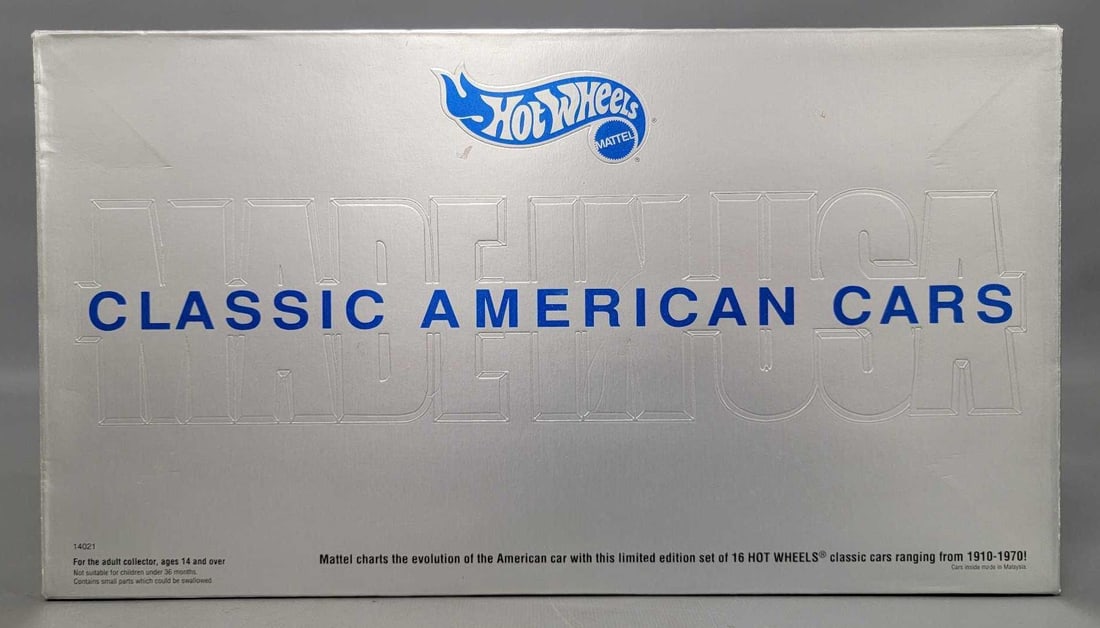 HOT WHEELS®
MATTEL®
MADE IN USA
CLASSIC AMERICAN CARS
14021
For the adult collector, ages 14 and over
Not suitable for children under 36 months.
Contains small parts which could be swallowed
Mattel charts the evolution of the American car with this limited edition set of 16 HOT WHEELS® classic cars ranging from 1910-1970!
Cars inside made in Malaysia